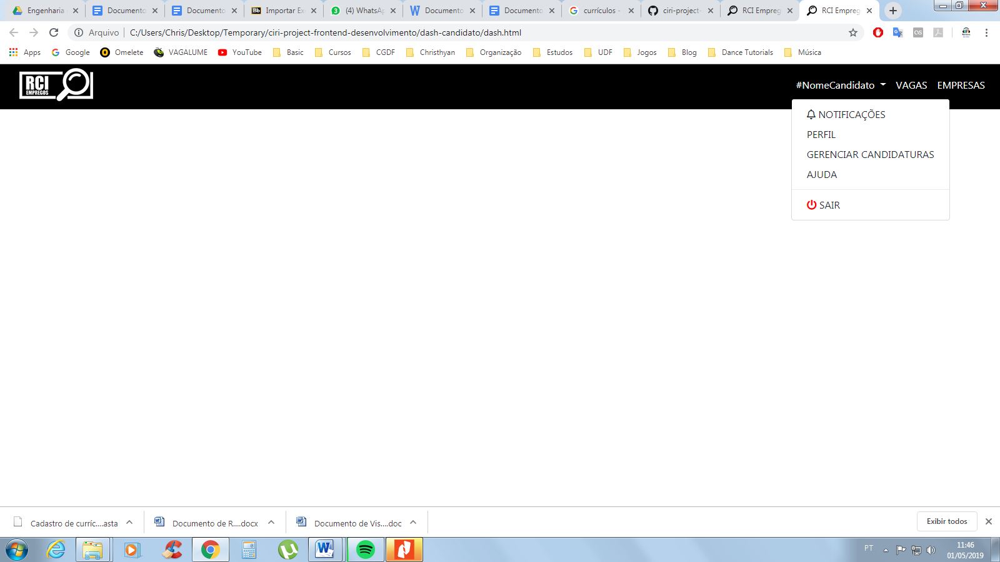 Engenharia
Documento
Documento
Bb Importar Ex
3 (4) WhatsAp
W Documento
Documento
currículos -
ciri-project-
RCI Empreg
RCI Empreg
Arquivo | C:/Users/Chris/Desktop/Temporary/ciri-project-frontend-desenvolvimento/dash-candidato/dash.html
Apps Google Omelete VAGALUME YouTube Basic Cursos CGDF Christhyan Organização Estudos UDF Jogos Blog Dance Tutorials Música
RCI
EMPREGOS
#NomeCandidato VAGAS EMPRESAS
NOTIFICAÇÕES
PERFIL
GERENCIAR CANDIDATURAS
AJUDA
SAIR
Cadastro de curríc....asta Documento de R....docx Documento de Vis....doc Exibir todos
PT 11:46
01/05/2019